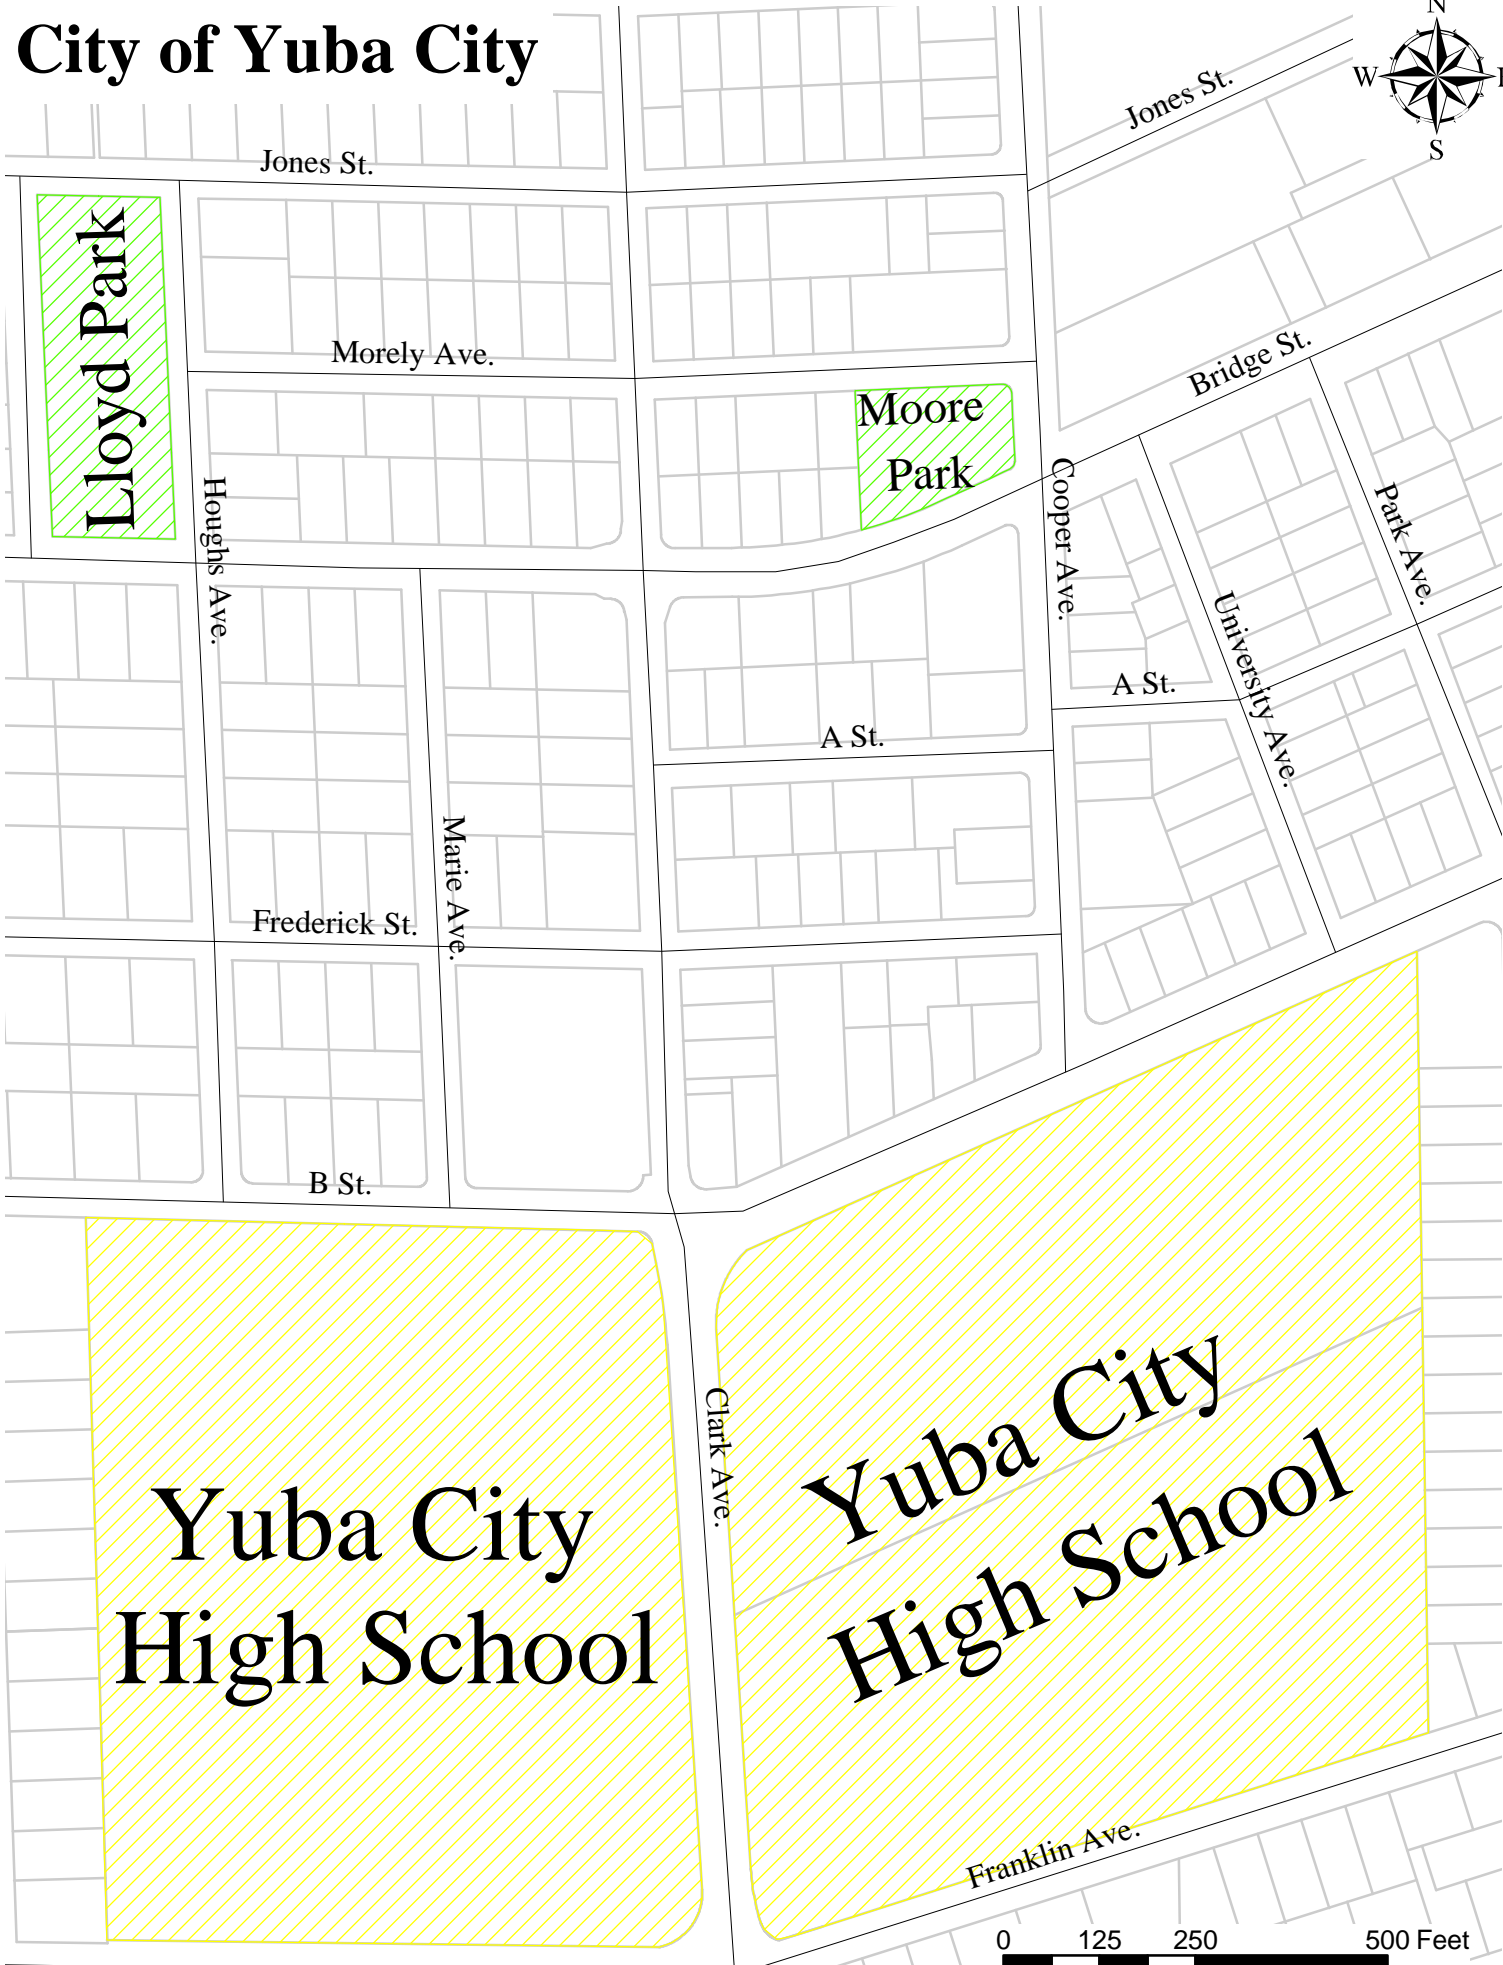 City of Yuba City
N
W
E
S
Jones St.
Jones St.
Lloyd Park
Morely Ave.
Bridge St.
Moore
Park
Houghs Ave.
Cooper Ave.
Park Ave.
University Ave.
A St.
A St.
Marie Ave.
Frederick St.
B St.
Clark Ave.
Yuba City
High School
Yuba City
High School
Franklin Ave.
0 125 250 500 Feet